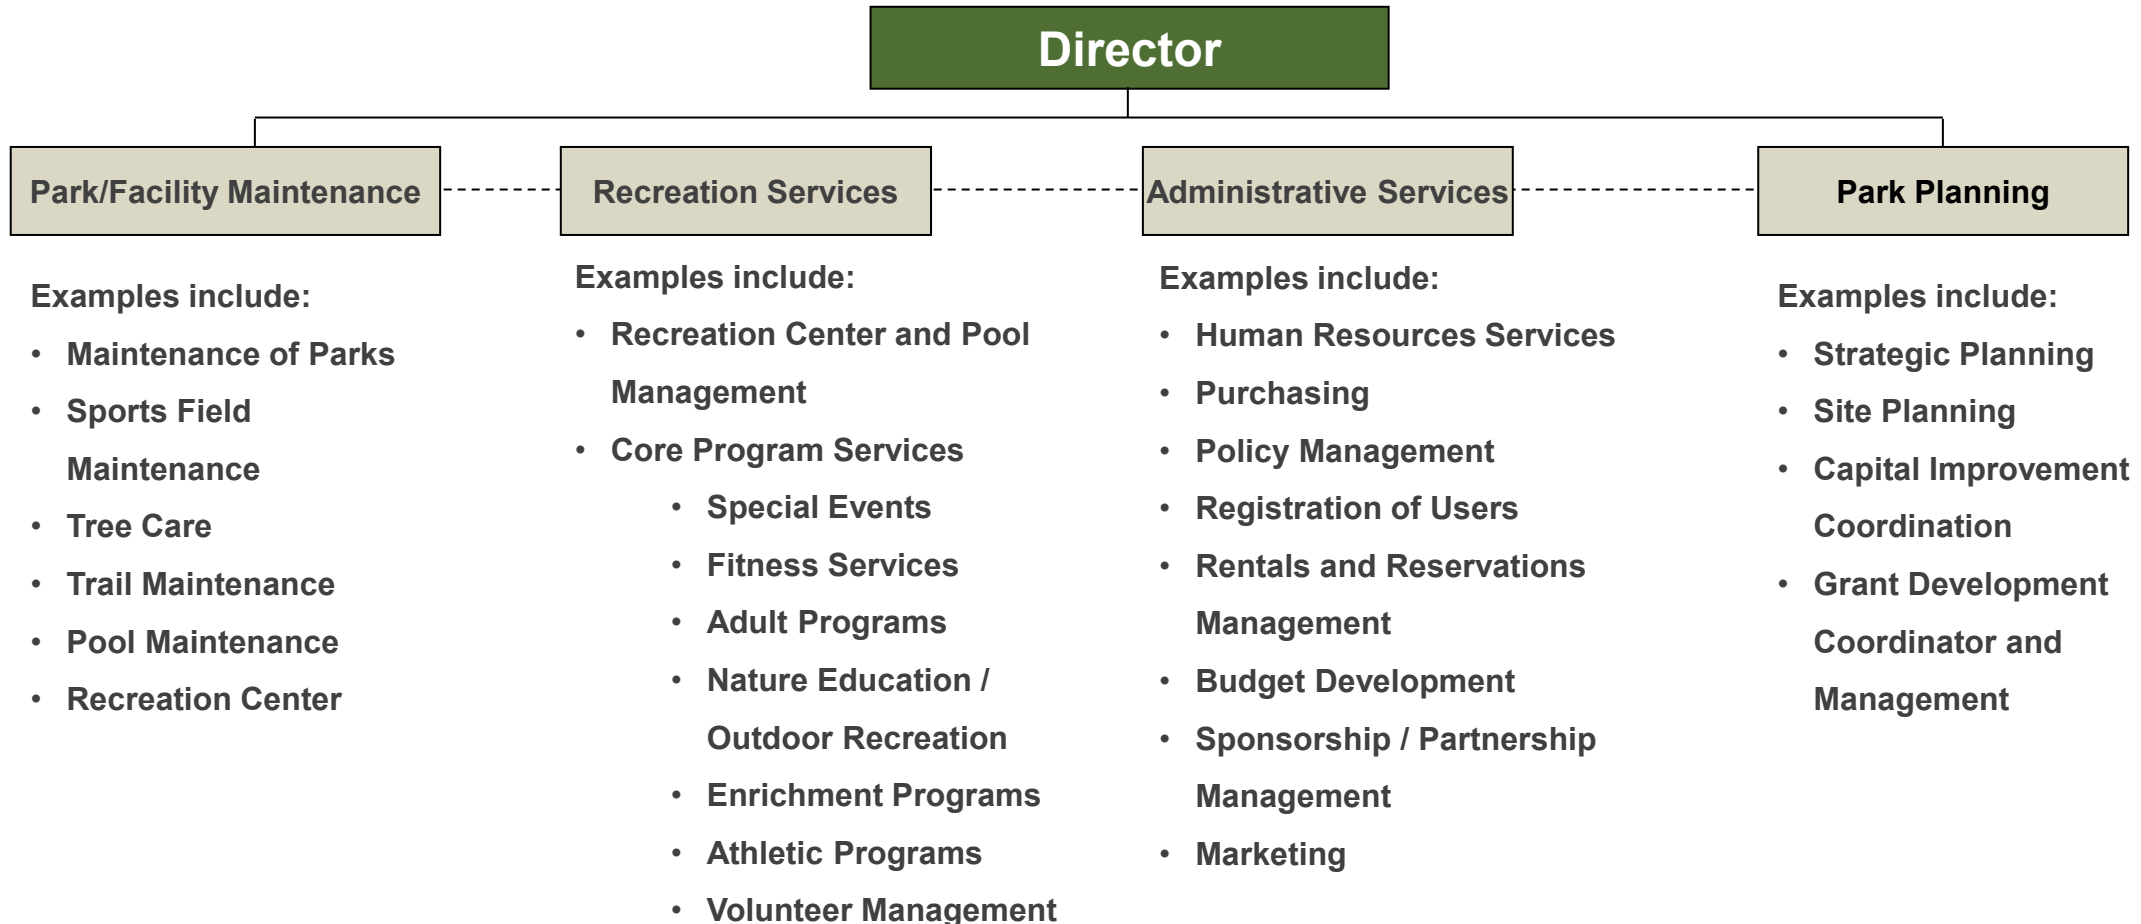 Director
Park/Facility Maintenance
Recreation Services
Administrative Services
Park Planning
Examples include:
• Maintenance of Parks
• Sports Field
Maintenance
• Tree Care
• Trail Maintenance
• Pool Maintenance
• Recreation Center
Examples include:
• Recreation Center and Pool
Management
• Core Program Services
• Special Events
• Fitness Services
• Adult Programs
• Nature Education /
Outdoor Recreation
• Enrichment Programs
• Athletic Programs
• Volunteer Management
Examples include:
• Human Resources Services
• Purchasing
• Policy Management
• Registration of Users
• Rentals and Reservations
Management
• Budget Development
• Sponsorship / Partnership
Management
• Marketing
Examples include:
• Strategic Planning
• Site Planning
• Capital Improvement
Coordination
• Grant Development
Coordinator and
Management